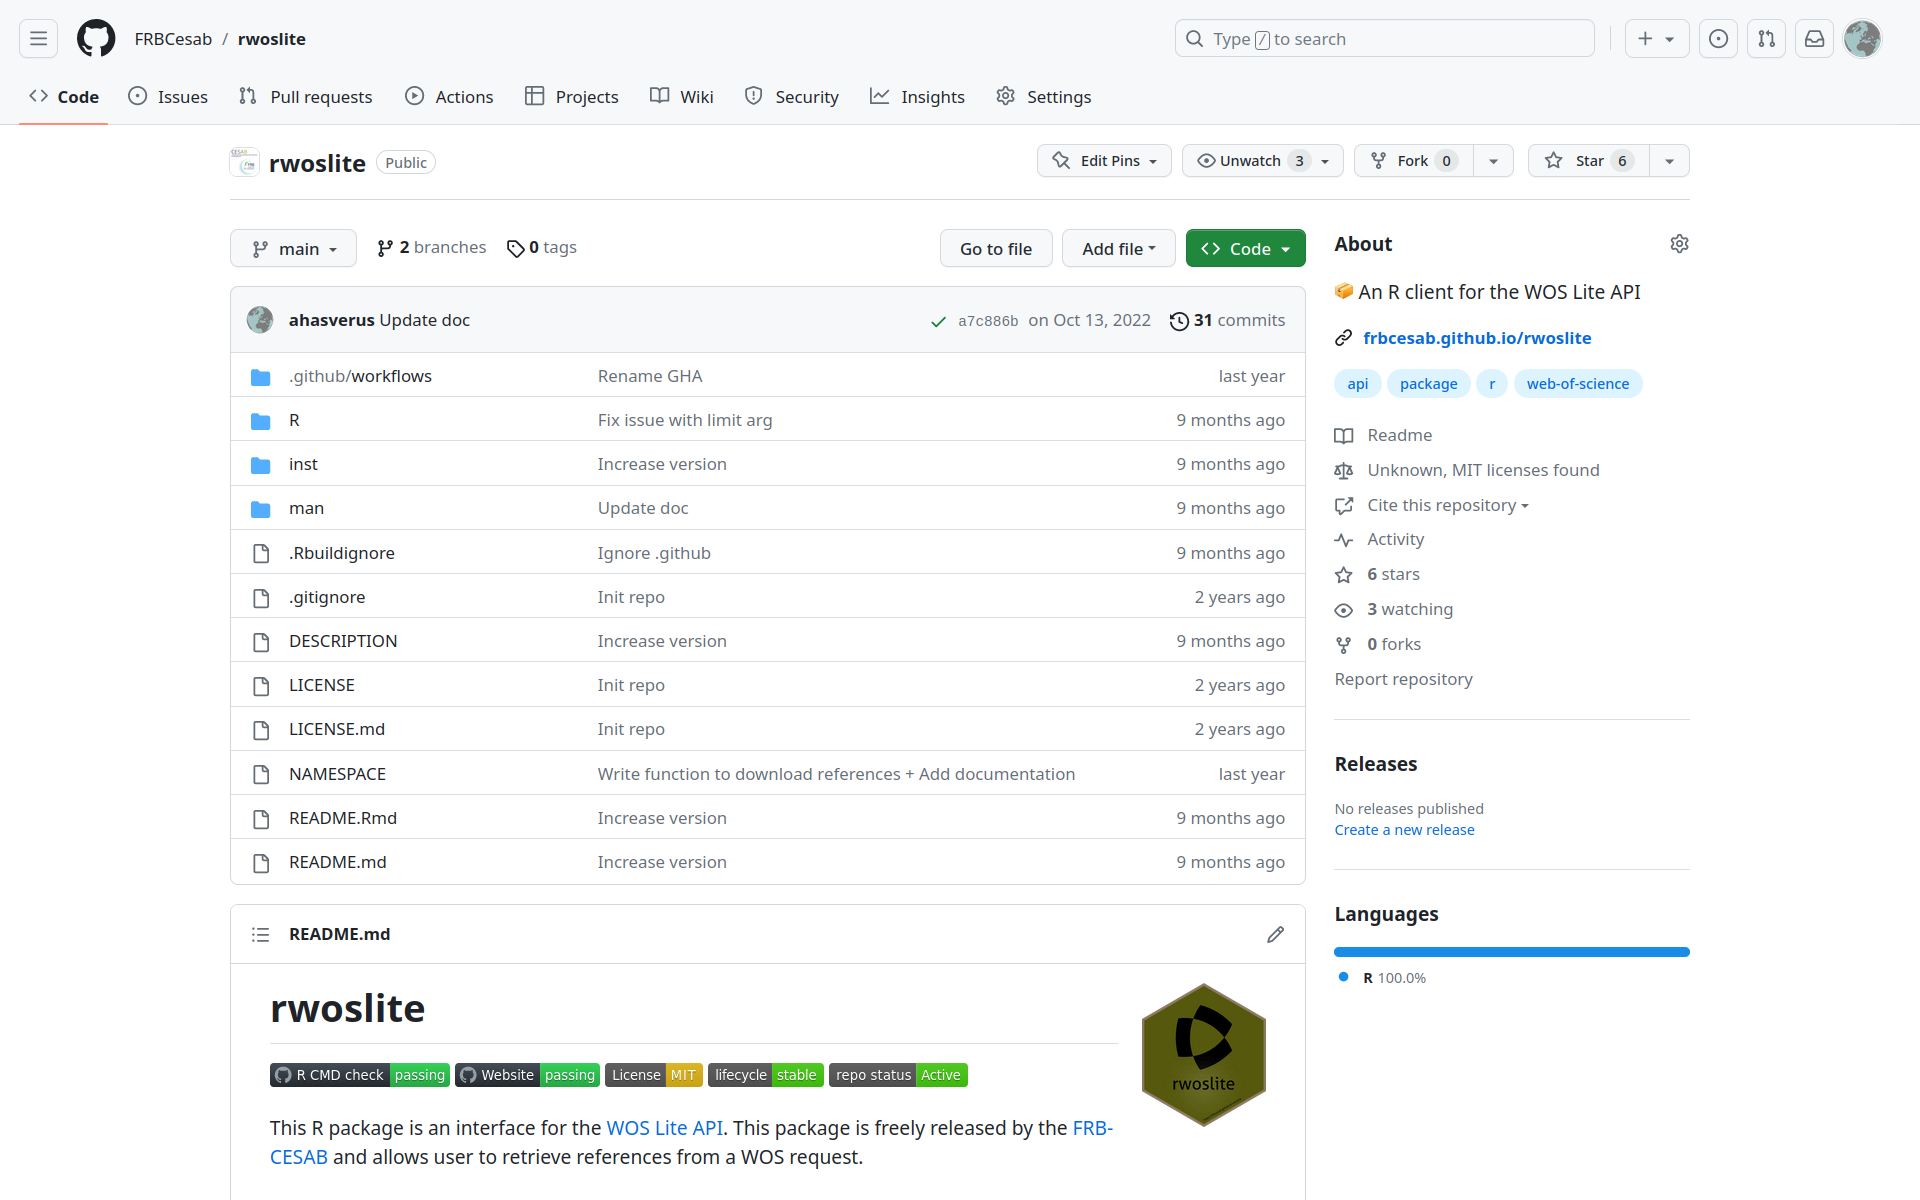 FRBCesab / rwoslite
Type / to search
Code Issues Pull requests Actions Projects Wiki Security Insights Settings
rwoslite Public
Edit Pins Unwatch 3 Fork 0 Star 6
main 2 branches 0 tags Go to file Add file Code
ahasverus Update doc a7c886b on Oct 13, 2022 31 commits
.github/workflows Rename GHA last year
R Fix issue with limit arg 9 months ago
inst Increase version 9 months ago
man Update doc 9 months ago
.Rbuildignore Ignore .github 9 months ago
.gitignore Init repo 2 years ago
DESCRIPTION Increase version 9 months ago
LICENSE Init repo 2 years ago
LICENSE.md Init repo 2 years ago
NAMESPACE Write function to download references + Add documentation last year
README.Rmd Increase version 9 months ago
README.md Increase version 9 months ago
README.md
rwoslite
R CMD check passing Website passing License MIT lifecycle stable repo status Active
rwoslite
This R package is an interface for the WOS Lite API. This package is freely released by the FRB-
CESAB and allows user to retrieve references from a WOS request.
About
An R client for the WOS Lite API
frbcesab.github.io/rwoslite
api package r web-of-science
Readme
Unknown, MIT licenses found
Cite this repository
Activity
6 stars
3 watching
0 forks
Report repository
Releases
No releases published
Create a new release
Languages
R 100.0%